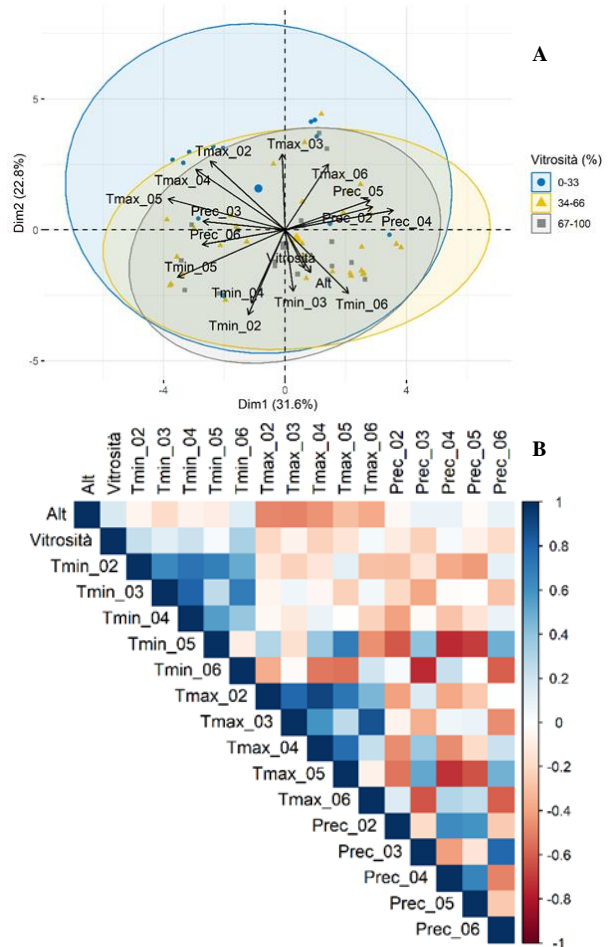 A
Vitrosità (%)
0-33
34-66
67-100
Dim2 (22.8%)
5
0
-5
Tmax_02
Tmax_03
Tmax_04
Tmax_06
Tmax_05
Prec_05
Prec_03
Prec_02
Prec_04
Prec_06
Vitrosità
Tmin_05
Alt
Tmin_04
Tmin_03
Tmin_06
Tmin_02
-4
0
4
Dim1 (31.6%)
B
Alt
Vitrosità
Tmin_02
Tmin_03
Tmin_04
Tmin_05
Tmin_06
Tmax_02
Tmax_03
Tmax_04
Tmax_05
Tmax_06
Prec_02
Prec_03
Prec_04
Prec_05
Prec_06
Alt
Vitrosità
Tmin_02
Tmin_03
Tmin_04
Tmin_05
Tmin_06
Tmax_02
Tmax_03
Tmax_04
Tmax_05
Tmax_06
Prec_02
Prec_03
Prec_04
Prec_05
Prec_06
1
0.8
0.6
0.4
0.2
0
-0.2
-0.4
-0.6
-0.8
-1